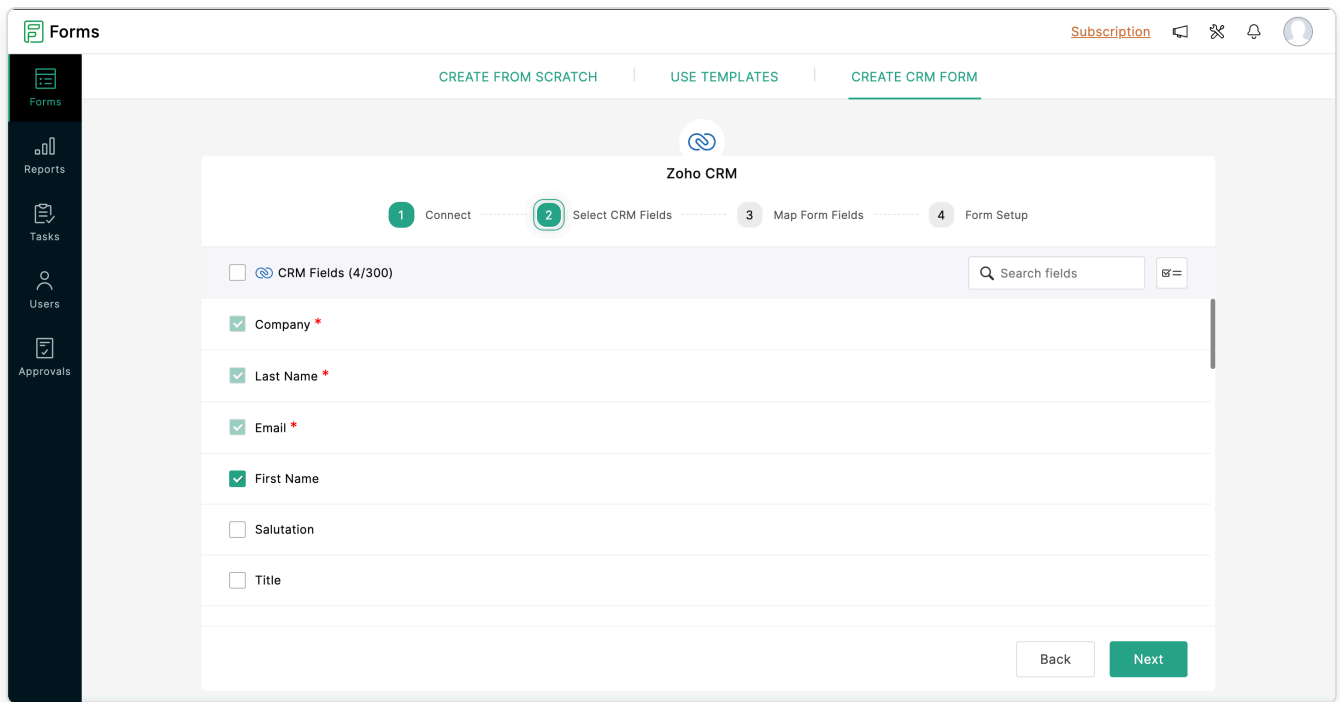 Forms
Subscription
Forms
Reports
Tasks
Users
Approvals
CREATE FROM SCRATCH
USE TEMPLATES
CREATE CRM FORM
Zoho CRM
1 Connect
2 Select CRM Fields
3 Map Form Fields
4 Form Setup
CRM Fields (4/300)
Search fields
Company *
Last Name *
Email *
First Name
Salutation
Title
Back
Next